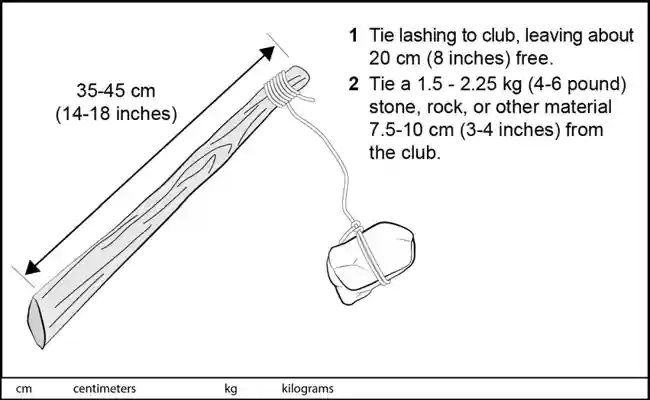 35-45 cm
(14-18 inches)
1 Tie lashing to club, leaving about
20 cm (8 inches) free.
2 Tie a 1.5 - 2.25 kg (4-6 pound)
stone, rock, or other material
7.5-10 cm (3-4 inches) from
the club.
cm centimeters kg kilograms